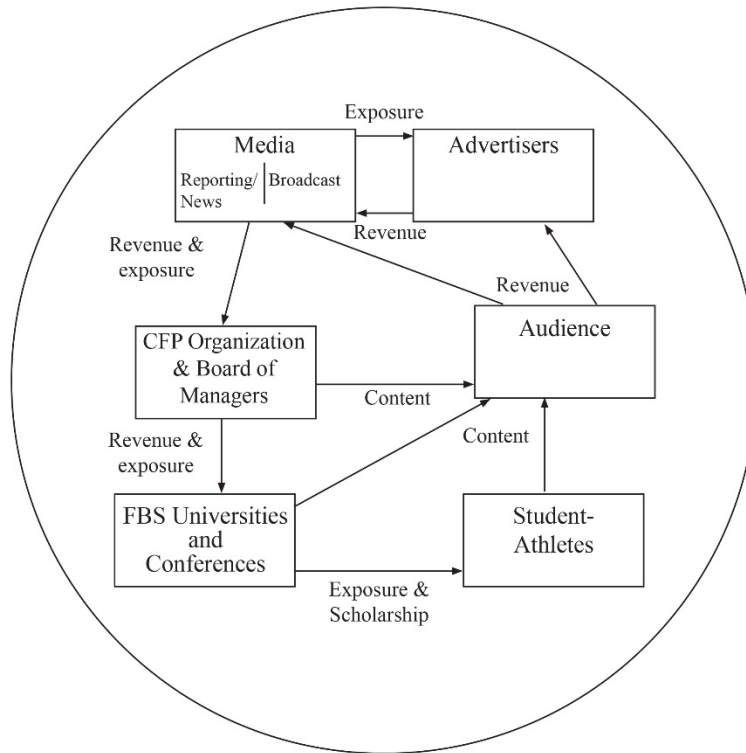 Exposure
Media
Reporting/
News
Broadcast
Advertisers
Revenue
Revenue &
exposure
Revenue
Audience
CFP Organization
& Board of
Managers
Content
Revenue &
exposure
Content
FBS Universities
and
Conferences
Student-
Athletes
Exposure &
Scholarship